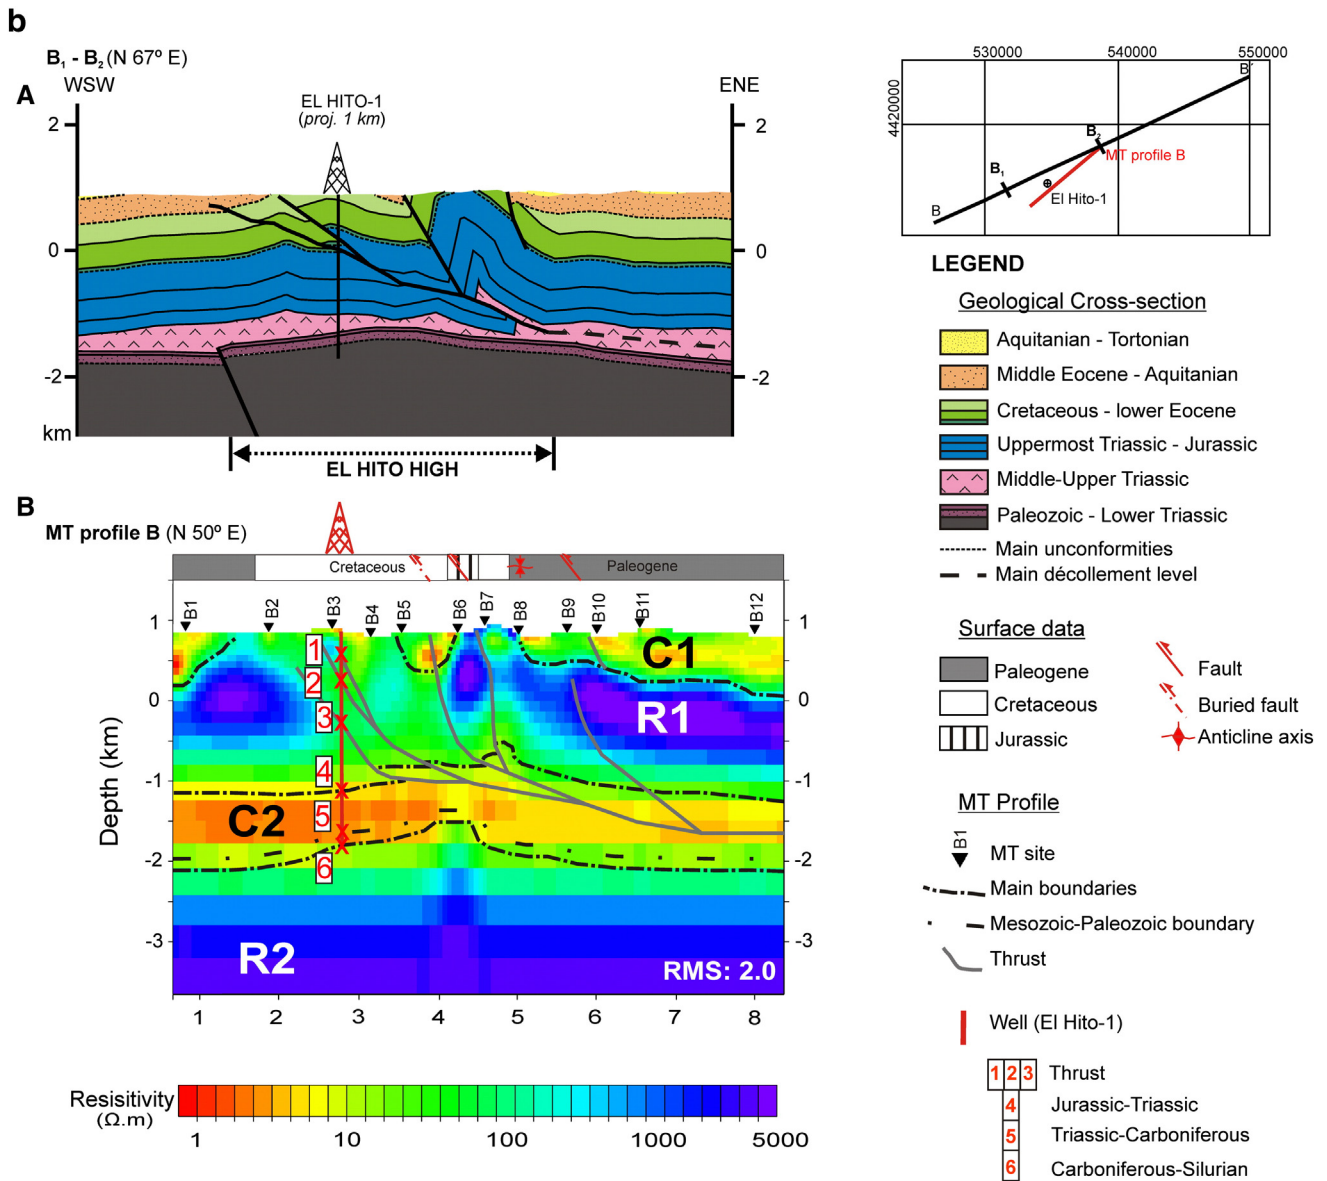 b
B₁ - B₂ (N 67º E)
A
WSW
ENE
EL HITO-1
(proj. 1 km)
2
2
0
0
-2
-2
km
EL HITO HIGH
530000
540000
550000
4420000
B'
B₂
MT profile B
B₁
El Hito-1
B
LEGEND
Geological Cross-section
Aquitanian - Tortonian
Middle Eocene - Aquitanian
Cretaceous - lower Eocene
Uppermost Triassic - Jurassic
Middle-Upper Triassic
Paleozoic - Lower Triassic
Main unconformities
Main décollement level
Surface data
Paleogene
Cretaceous
Jurassic
Fault
Buried fault
Anticline axis
MT Profile
B1
MT site
Main boundaries
Mesozoic-Paleozoic boundary
Thrust
Well (El Hito-1)
1 2 3 Thrust
4 Jurassic-Triassic
5 Triassic-Carboniferous
6 Carboniferous-Silurian
B
MT profile B (N 50º E)
Cretaceous
Paleogene
B1 B2 B3 B4 B5 B6 B7 B8 B9 B10 B11 B12
1
0
-1
-2
-3
1
0
-1
-2
-3
Depth (km)
1
2
3
4
5
6
C1
R1
C2
R2
RMS: 2.0
1 2 3 4 5 6 7 8
Resisitivity
(Ω.m)
1 10 100 1000 5000